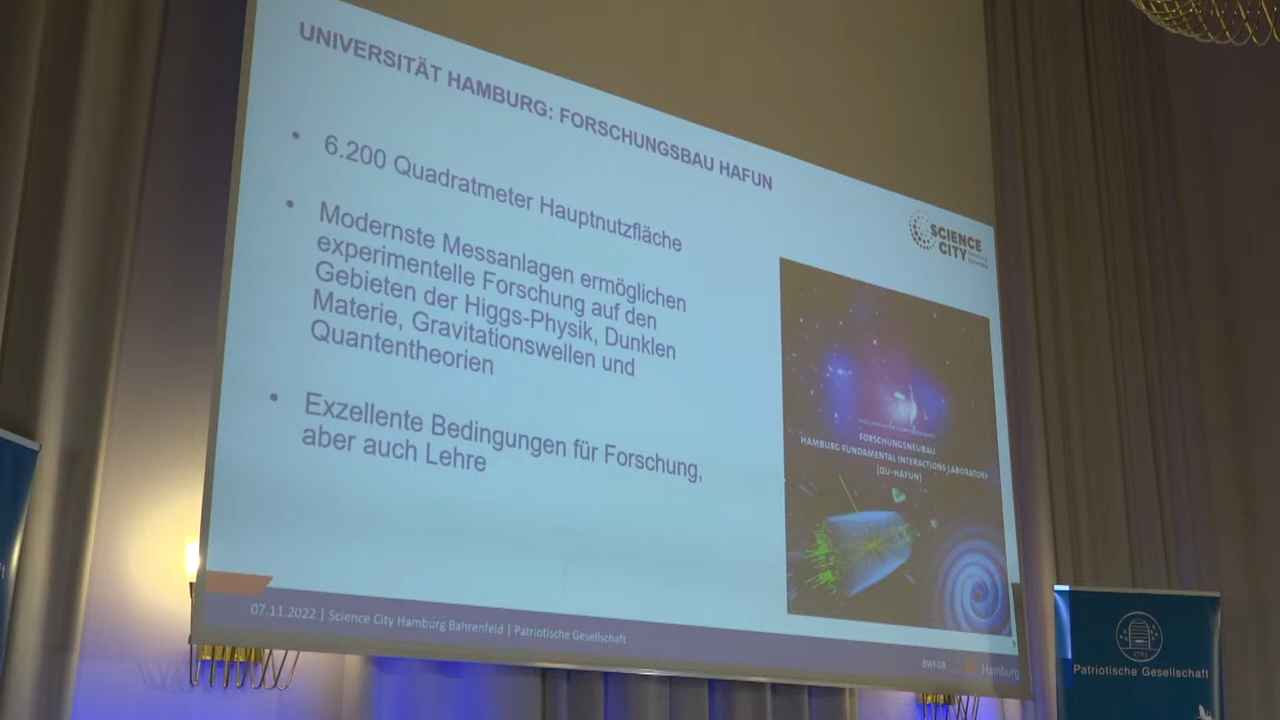 UNIVERSITÄT HAMBURG: FORSCHUNGSBAU HAFUN
• 6.200 Quadratmeter Hauptnutzfläche
• Modernste Messanlagen ermöglichen
experimentelle Forschung auf den
Gebieten der Higgs-Physik, Dunklen
Materie, Gravitationswellen und
Quantentheorien
• Exzellente Bedingungen für Forschung,
aber auch Lehre
SCIENCE
CITY
FORSCHUNGSNEUBAU
HAMBURG FUNDAMENTAL INTERACTIONS LABORATORY
(QU-HAFUN)
07.11.2022 | Science City Hamburg Bahrenfeld | Patriotische Gesellschaft
BWFGB
Hamburg
1765
Patriotische Gesellschaft